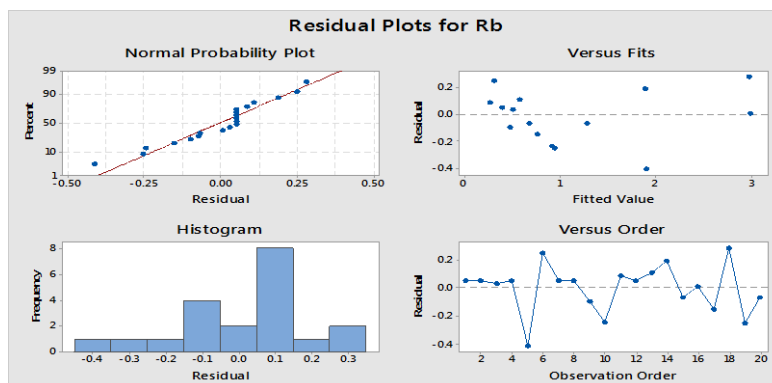 Residual Plots for Rb
Normal Probability Plot
Versus Fits
99
90
50
10
1
Percent
-0.50 -0.25 0.00 0.25 0.50
Residual
0.2
0.0
-0.2
-0.4
Residual
0 1 2 3
Fitted Value
Histogram
Versus Order
8
6
4
2
0
Frequency
-0.4 -0.3 -0.2 -0.1 0.0 0.1 0.2 0.3
Residual
0.2
0.0
-0.2
-0.4
Residual
2 4 6 8 10 12 14 16 18 20
Observation Order